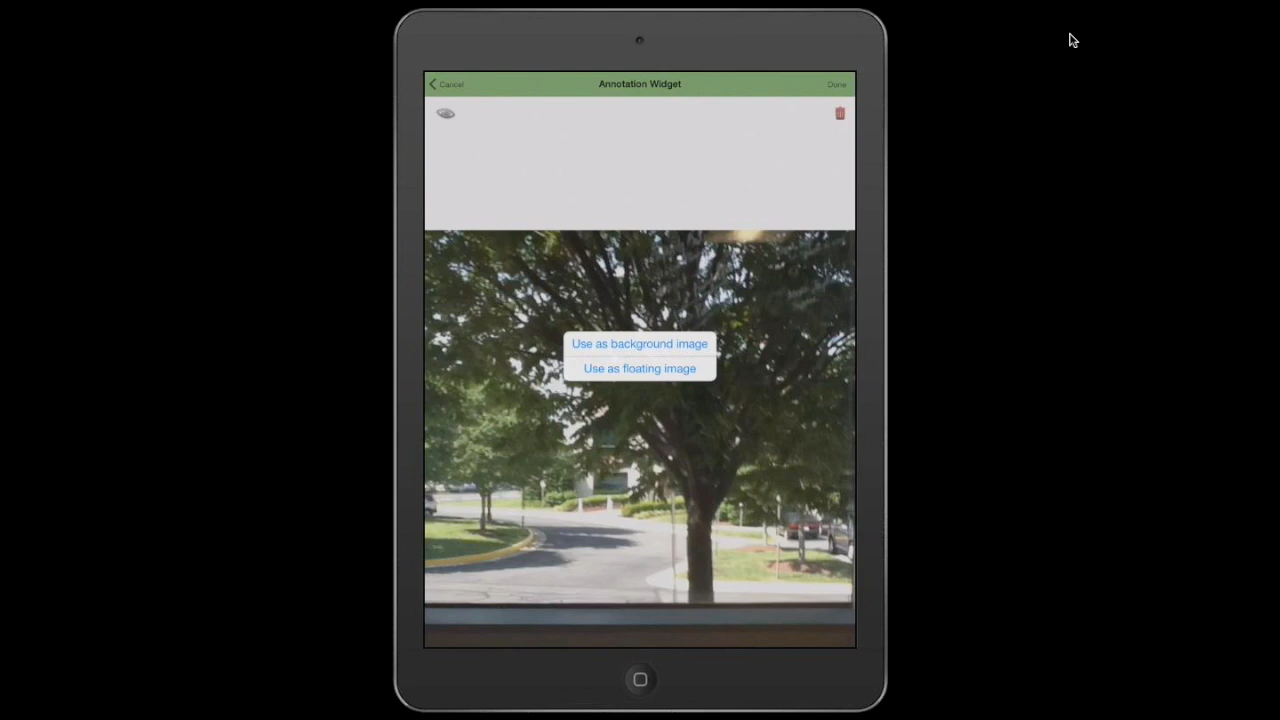 Cancel
Annotation Widget
Done
Use as background image
Use as floating image